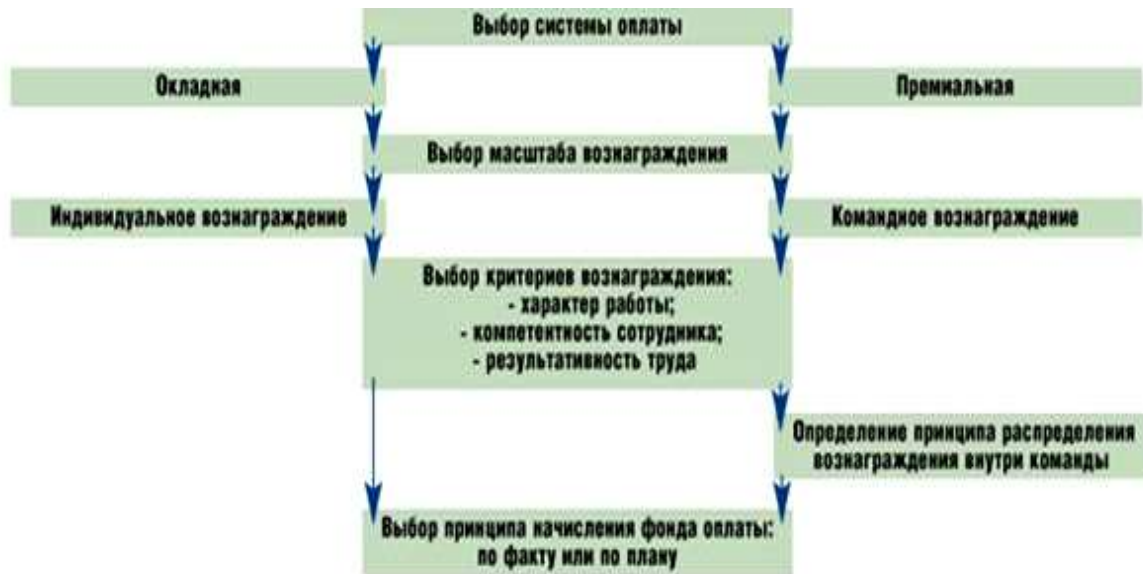 Выбор системы оплаты
Окладная
Премиальная
Выбор масштаба вознаграждения
Индивидуальное вознаграждение
Командное вознаграждение
Выбор критериев вознаграждения:
- характер работы;
- компетентность сотрудника;
- результативность труда
Определение принципа распределения
вознаграждения внутри команды
Выбор принципа начисления фонда оплаты:
по факту или по плану